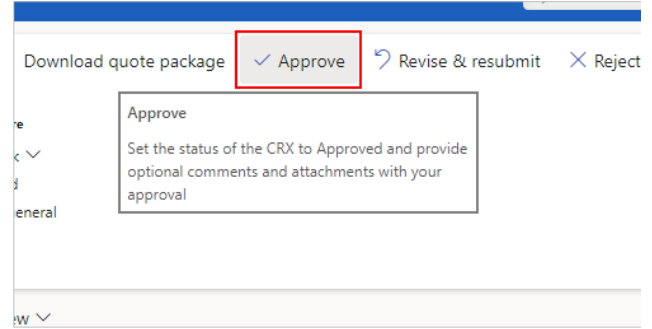 Download quote package Approve Revise & resubmit Reject
Approve
Set the status of the CRX to Approved and provide
optional comments and attachments with your
approval
eneral